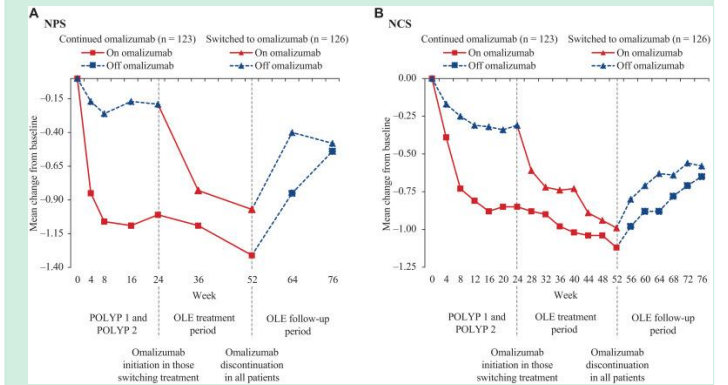 A NPS
Continued omalizumab (n = 123) Switched to omalizumab (n = 126)
On omalizumab On omalizumab
Off omalizumab Off omalizumab
Mean change from baseline
−0.15
−0.40
−0.65
−0.90
−1.15
−1.40
0 4 8 16 24 36 52 64 76
Week
POLYP 1 and POLYP 2
OLE treatment period
OLE follow-up period
Omalizumab initiation in those switching treatment
Omalizumab discontinuation in all patients
B NCS
Continued omalizumab (n = 123) Switched to omalizumab (n = 126)
On omalizumab On omalizumab
Off omalizumab Off omalizumab
Mean change from baseline
0.00
−0.25
−0.50
−0.75
−1.00
−1.25
0 4 8 12 16 20 24 28 32 36 40 44 48 52 56 60 64 68 72 76
Week
POLYP 1 and POLYP 2
OLE treatment period
OLE follow-up period
Omalizumab initiation in those switching treatment
Omalizumab discontinuation in all patients